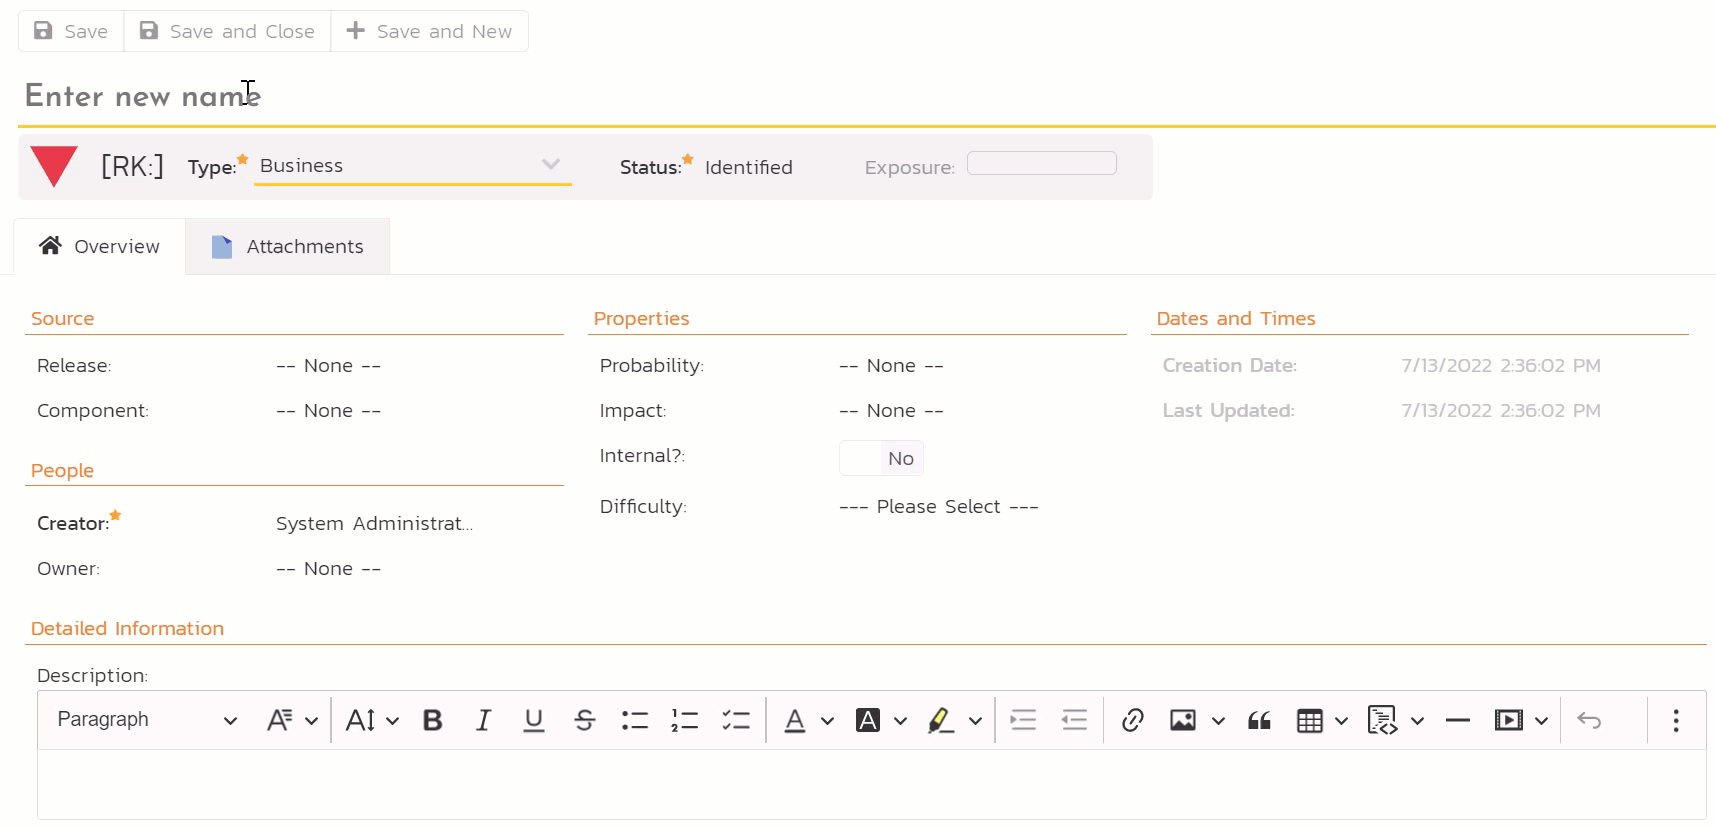 Save Save and Close Save and New
Enter new name
[RK:] Type: Business Status: Identified Exposure:
Overview Attachments
Source Properties Dates and Times
Release: -- None -- Probability: -- None -- Creation Date: 7/13/2022 2:36:02 PM
Component: -- None -- Impact: -- None -- Last Updated: 7/13/2022 2:36:02 PM
Internal?: No
People
Difficulty: --- Please Select ---
Creator: System Administrat...
Owner: -- None --
Detailed Information
Description:
Paragraph